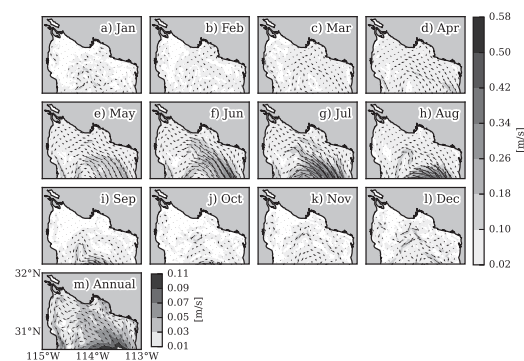 a) Jan
b) Feb
c) Mar
d) Apr
e) May
f) Jun
g) Jul
h) Aug
i) Sep
j) Oct
k) Nov
l) Dec
m) Annual
0.58
0.50
0.42
0.34
0.26
0.18
0.10
0.02
[m/s]
0.11
0.09
0.07
0.05
0.03
0.01
[m/s]
32°N
31°N
115°W
114°W
113°W